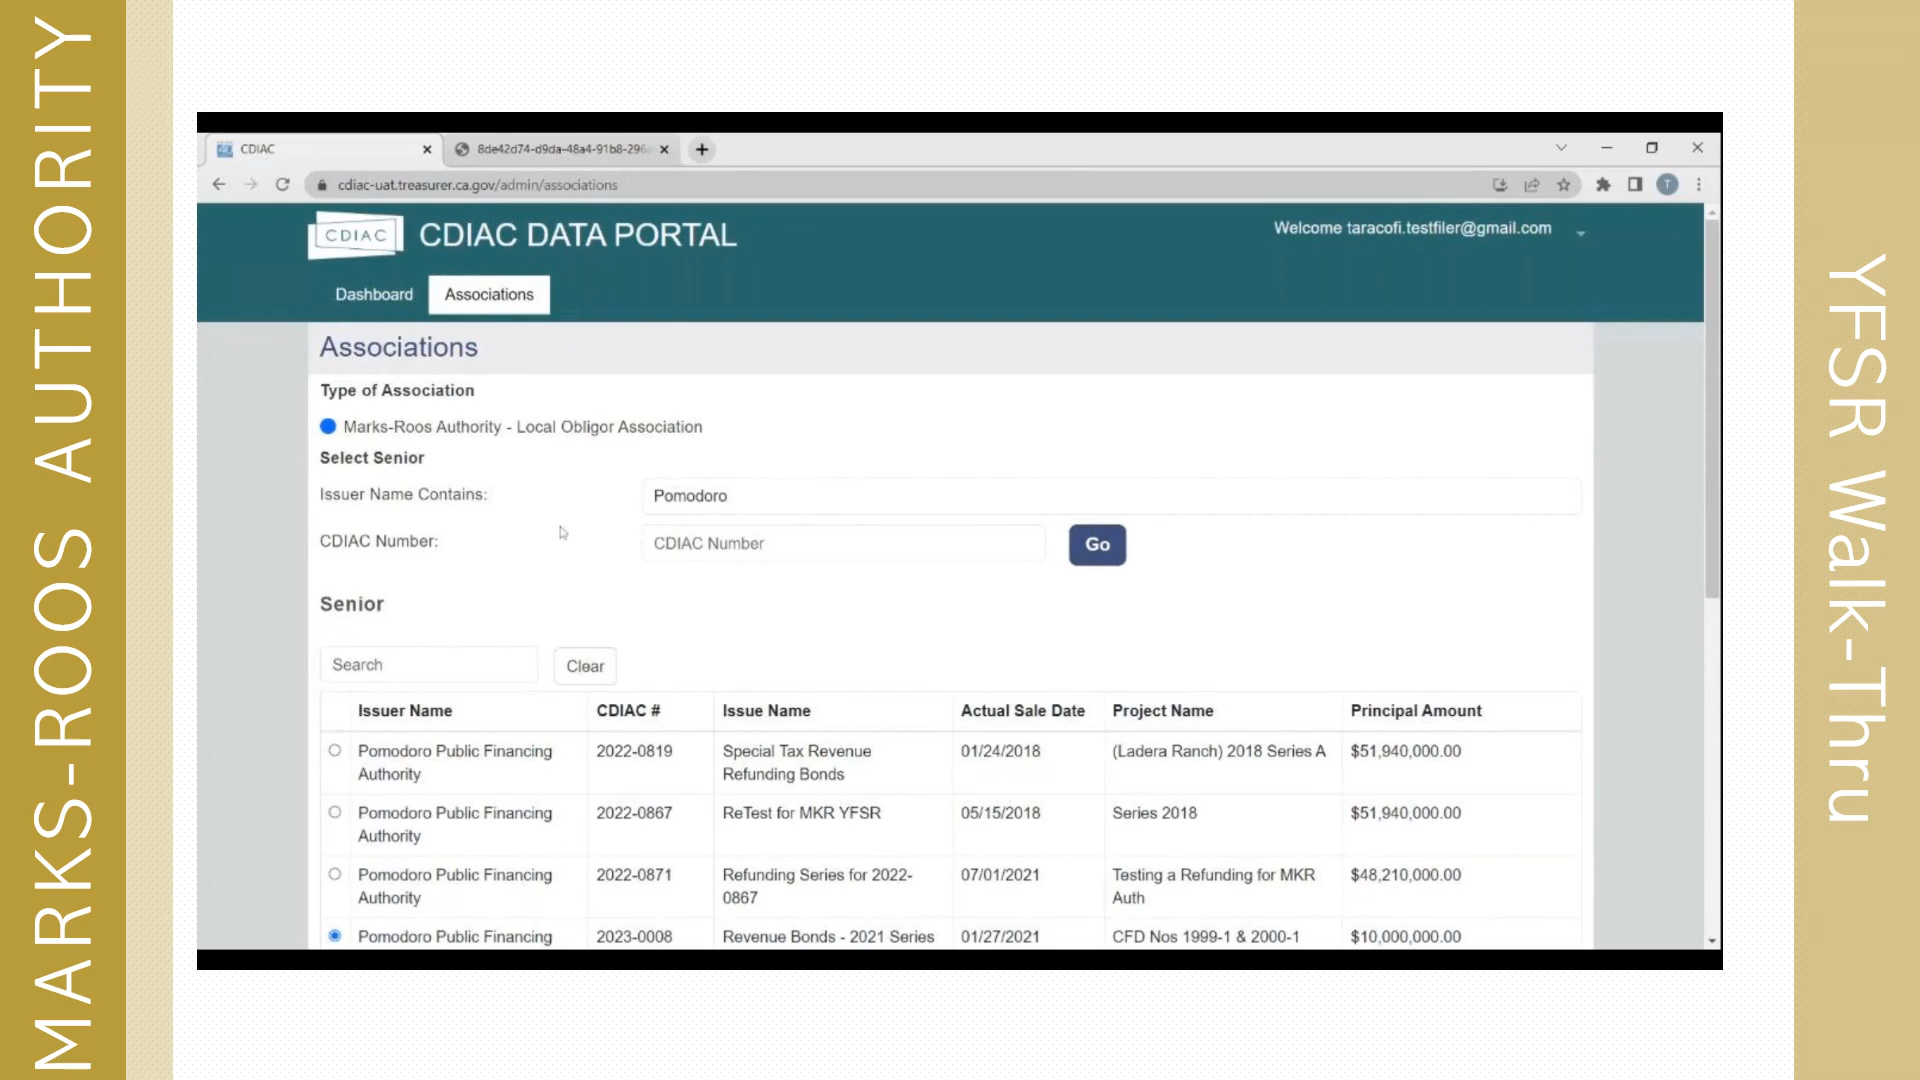 MARKS-ROOS AUTHORITY
CDIAC
8de42d74-d9da-48a4-91b8-296
cdiac-uat.treasurer.ca.gov/admin/associations
T
CDIAC
CDIAC DATA PORTAL
Welcome taracofi.testfiler@gmail.com
Dashboard
Associations
Associations
Type of Association
Marks-Roos Authority - Local Obligor Association
Select Senior
Issuer Name Contains:
Pomodoro
CDIAC Number:
CDIAC Number
Go
Senior
Search
Clear
Issuer Name CDIAC # Issue Name Actual Sale Date Project Name Principal Amount
Pomodoro Public Financing 2022-0819 Special Tax Revenue 01/24/2018 (Ladera Ranch) 2018 Series A $51,940,000.00
Authority Refunding Bonds
Pomodoro Public Financing 2022-0867 ReTest for MKR YFSR 05/15/2018 Series 2018 $51,940,000.00
Authority
Pomodoro Public Financing 2022-0871 Refunding Series for 2022- 07/01/2021 Testing a Refunding for MKR $48,210,000.00
Authority 0867 Auth
Pomodoro Public Financing 2023-0008 Revenue Bonds - 2021 Series 01/27/2021 CFD Nos 1999-1 & 2000-1 $10,000,000.00
YFSR Walk-Thru